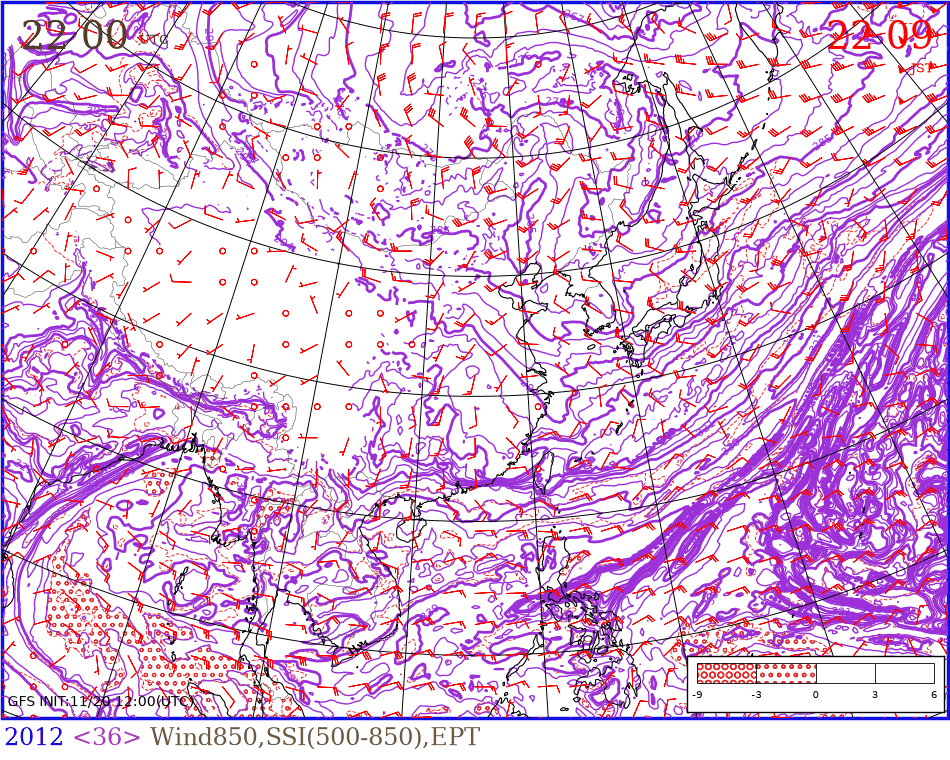 22 00 UTC
22 09
JST
GFS INIT:11/20 12:00(UTC)
-9 -3 0 3 6
2012 <36> Wind850,SSI(500-850),EPT